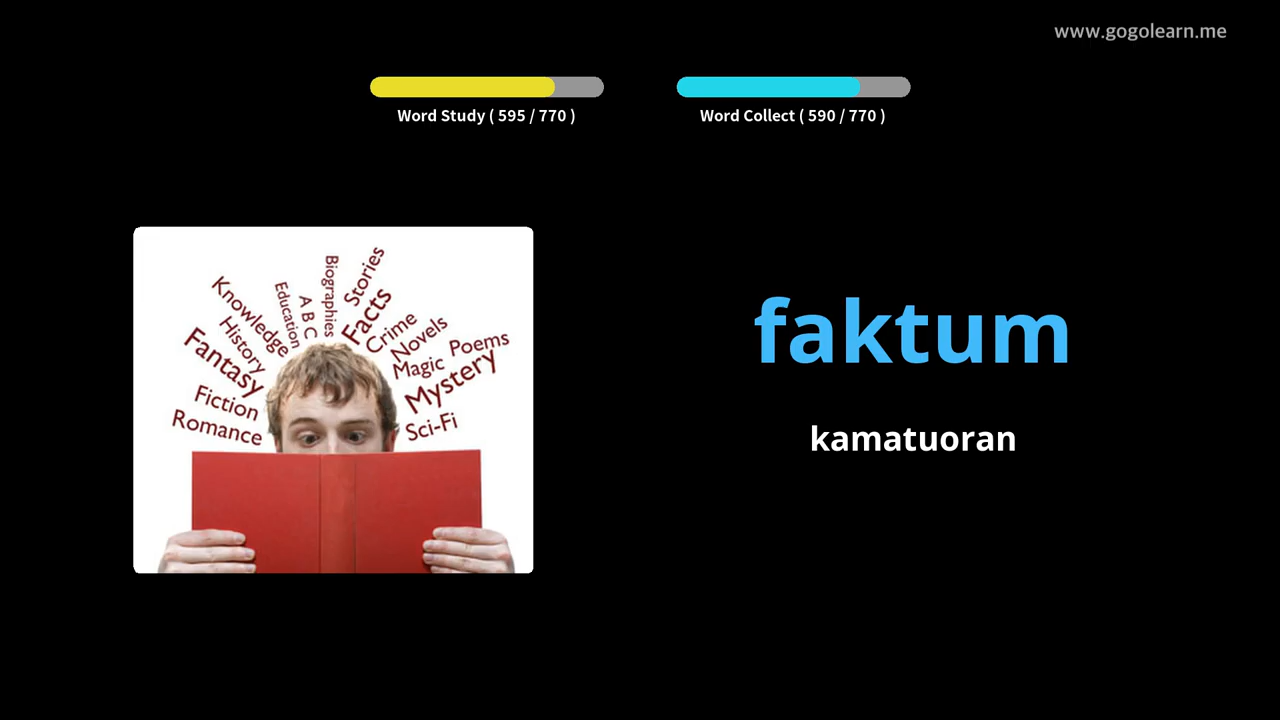 www.gogolearn.me
Word Study ( 595 / 770 )
Word Collect ( 590 / 770 )
Biographies
Stories
Education
A B C
Facts
Knowledge
Crime
History
Novels
Poems
Fantasy
Magic
Mystery
Fiction
Romance
Sci-Fi
faktum
kamatuoran